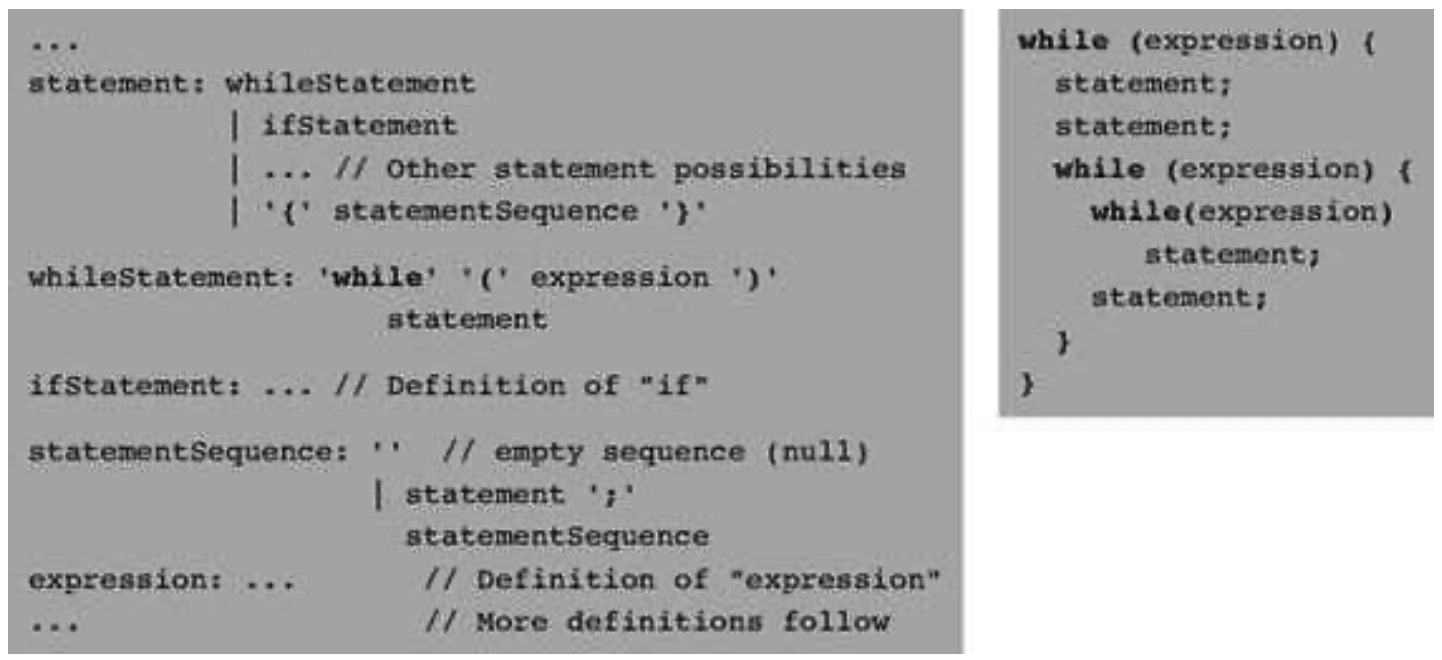 ...
statement: whileStatement
| ifStatement
| ... // Other statement possibilities
| '{' statementSequence '}'
whileStatement: 'while' '(' expression ')'
statement
ifStatement: ... // Definition of "if"
statementSequence: '' // empty sequence (null)
| statement ';'
statementSequence
expression: ... // Definition of "expression"
... // More definitions follow
while (expression) {
statement;
statement;
while (expression) {
while(expression)
statement;
statement;
}
}